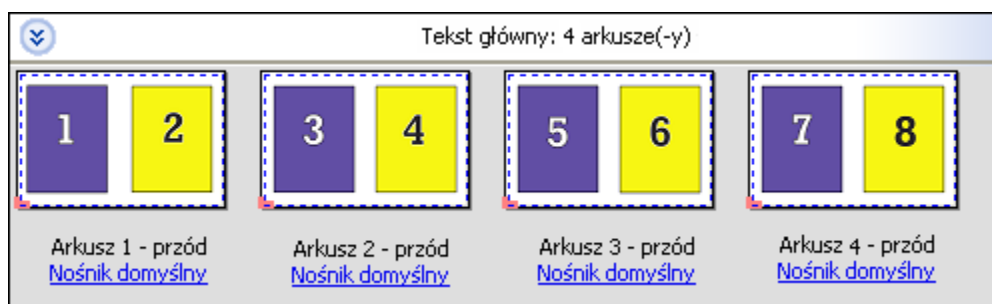 Tekst główny: 4 arkusze(-y)
1 2 3 4 5 6 7 8
Arkusz 1 - przód Arkusz 2 - przód Arkusz 3 - przód Arkusz 4 - przód
Nośnik domyślny Nośnik domyślny Nośnik domyślny Nośnik domyślny